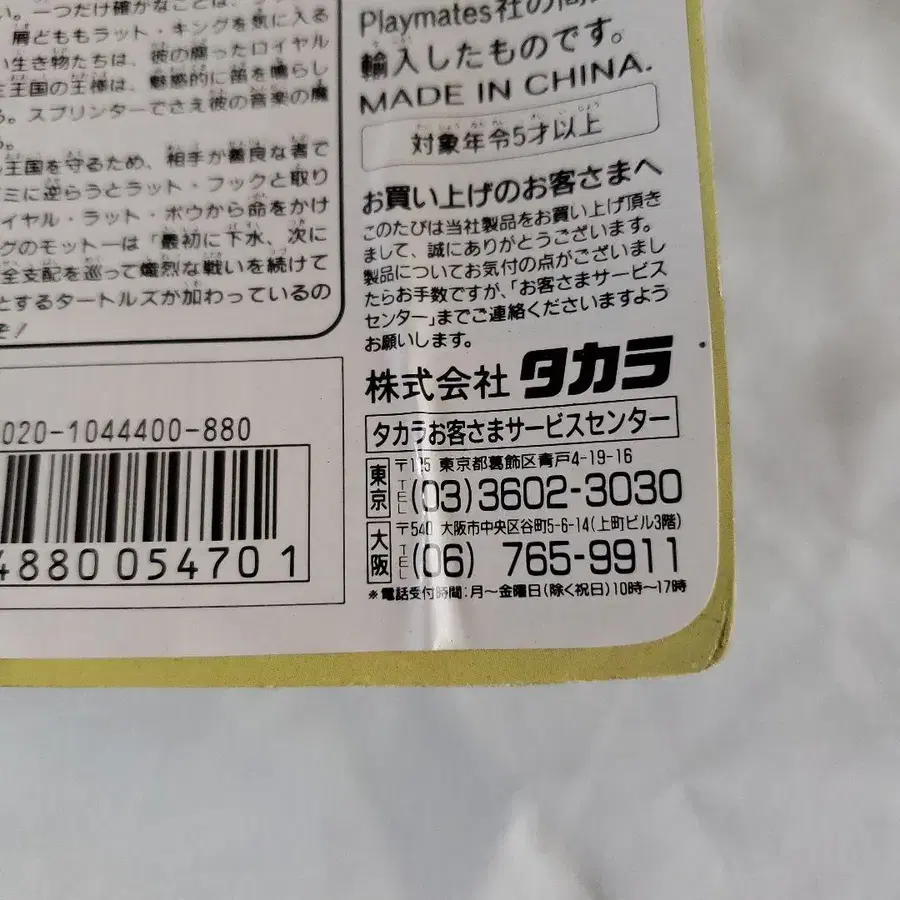 い。一つだけ確かなことは、
屑どももラット・キングを気に入る
い生き物たちは、彼の腐ったロイヤル
王国の王様は、魅惑的に笛を鳴らし
る。スプリンターでさえ彼の音楽の魔
る。
王国を守るため、相手が善良な者で
ミに逆らうとラット・フックと取り
イヤル・ラット・ボウから命をかけ
グのモットーは「最初に下水、次に
全支配を巡って熾烈な戦いを続けて
とするタートルズが加わっているの
ぞ!
020-1044400-880
4880 05470 1
Playmates社の商
輸入したものです。
MADE IN CHINA.
対象年令5才以上
お買い上げのお客さまへ
このたびは当社製品をお買い上げ頂き
まして、誠にありがとうございます。
製品についてお気付の点がございまし
たらお手数ですが、「お客さまサービス
センター」までご連絡くださいますよう
お願いします。
株式会社 タカラ
タカラお客さまサービスセンター
東京 〒125 東京都葛飾区青戸4-19-16
TEL (03)3602-3030
大阪 〒540 大阪市中央区谷町5-6-14(上町ビル3階)
TEL (06) 765-9911
※電話受付時間:月〜金曜日(除く祝日)10時〜17時